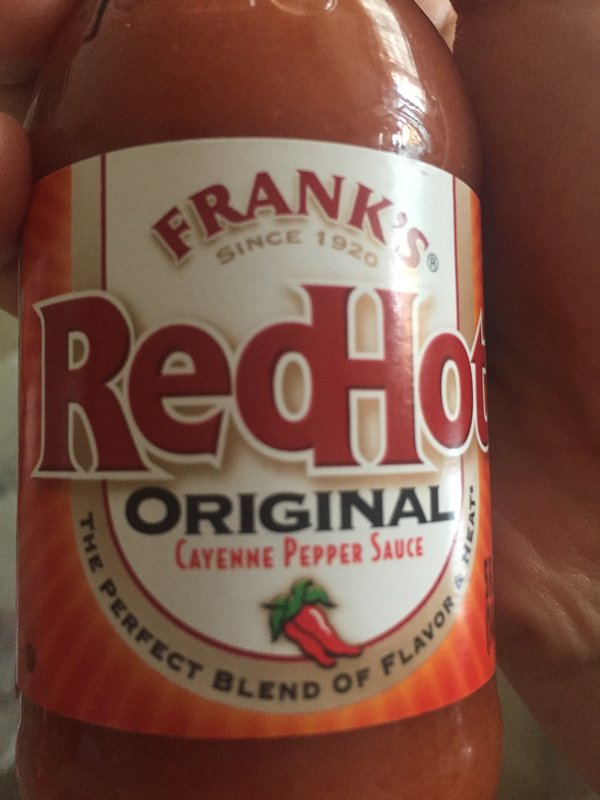 FRANK'S®
SINCE 1920
RedHot
ORIGINAL
CAYENNE PEPPER SAUCE
THE PERFECT BLEND OF FLAVOR & HEAT•